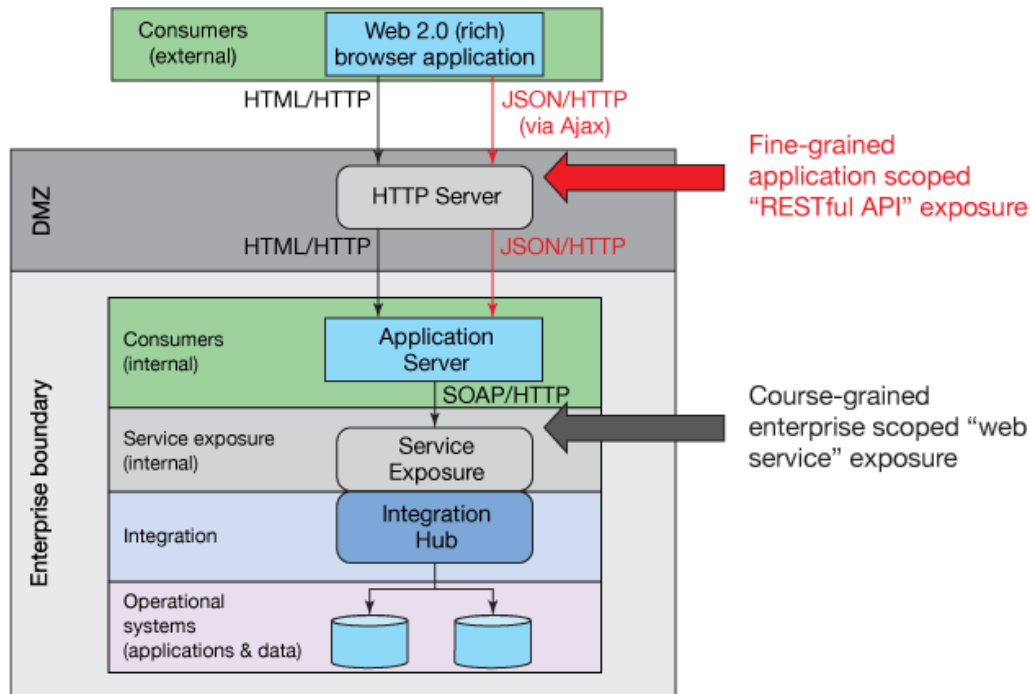 Consumers
(external)
Web 2.0 (rich)
browser application
HTML/HTTP
JSON/HTTP
(via Ajax)
DMZ
HTTP Server
Fine-grained
application scoped
“RESTful API” exposure
HTML/HTTP
JSON/HTTP
Enterprise boundary
Consumers
(internal)
Application
Server
SOAP/HTTP
Service exposure
(internal)
Service
Exposure
Course-grained
enterprise scoped “web
service” exposure
Integration
Integration
Hub
Operational
systems
(applications & data)